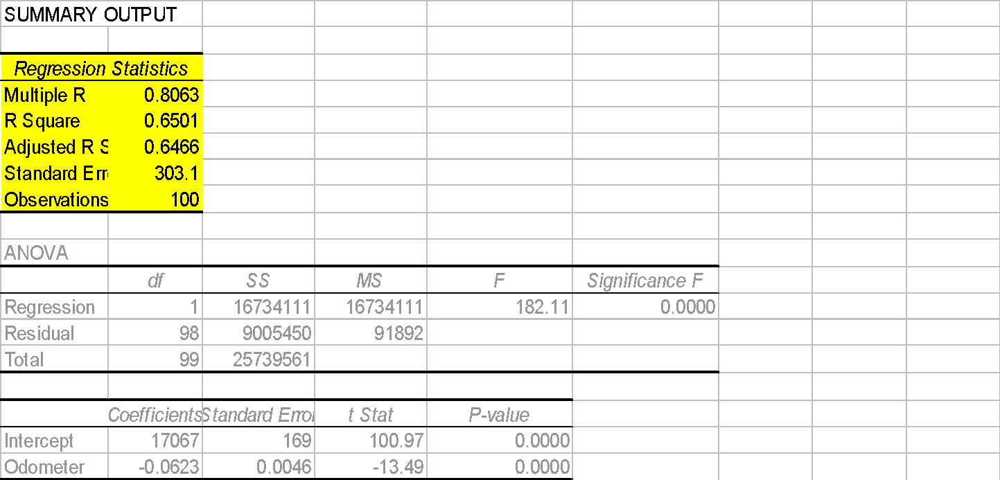 SUMMARY OUTPUT
Regression Statistics
Multiple R 0.8063
R Square 0.6501
Adjusted R S 0.6466
Standard Err 303.1
Observations 100
ANOVA
df SS MS F Significance F
Regression 1 16734111 16734111 182.11 0.0000
Residual 98 9005450 91892
Total 99 25739561
Coefficients Standard Error t Stat P-value
Intercept 17067 169 100.97 0.0000
Odometer -0.0623 0.0046 -13.49 0.0000